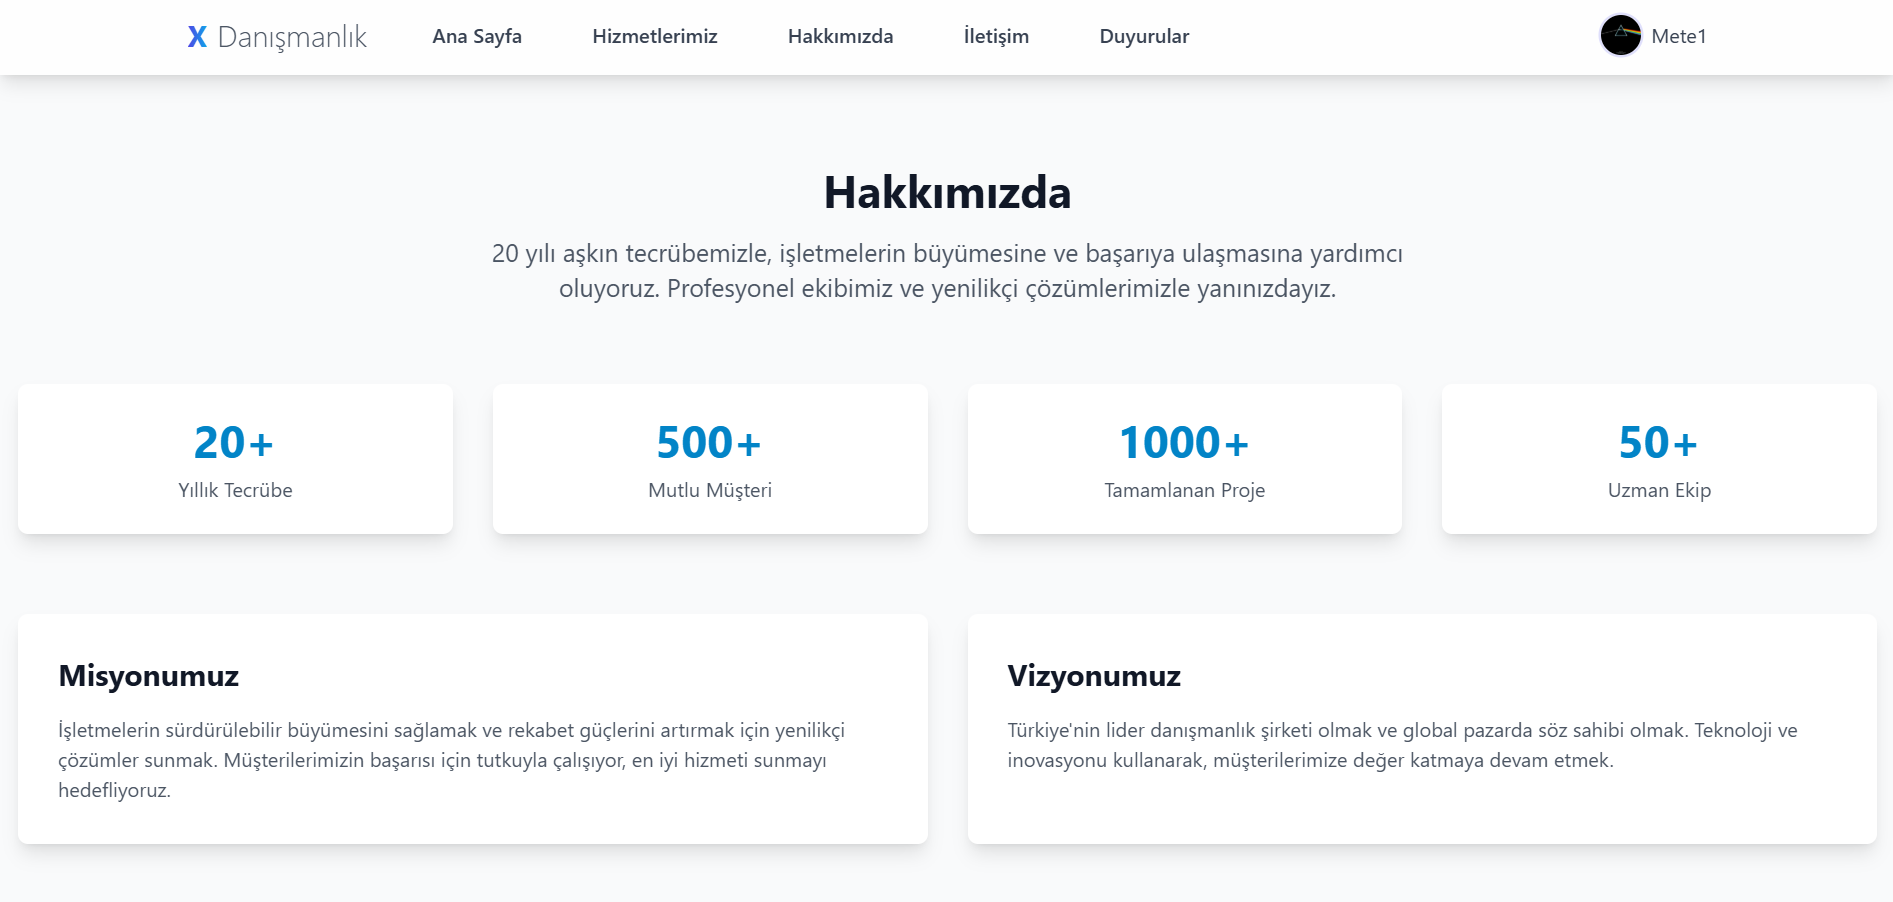 X Danışmanlık Ana Sayfa Hizmetlerimiz Hakkımızda İletişim Duyurular Mete1
Hakkımızda
20 yılı aşkın tecrübemizle, işletmelerin büyümesine ve başarıya ulaşmasına yardımcı
oluyoruz. Profesyonel ekibimiz ve yenilikçi çözümlerimizle yanınızdayız.
20+
Yıllık Tecrübe
500+
Mutlu Müşteri
1000+
Tamamlanan Proje
50+
Uzman Ekip
Misyonumuz
İşletmelerin sürdürülebilir büyümesini sağlamak ve rekabet güçlerini artırmak için yenilikçi
çözümler sunmak. Müşterilerimizin başarısı için tutkuyla çalışıyor, en iyi hizmeti sunmayı
hedefliyoruz.
Vizyonumuz
Türkiye'nin lider danışmanlık şirketi olmak ve global pazarda söz sahibi olmak. Teknoloji ve
inovasyonu kullanarak, müşterilerimize değer katmaya devam etmek.